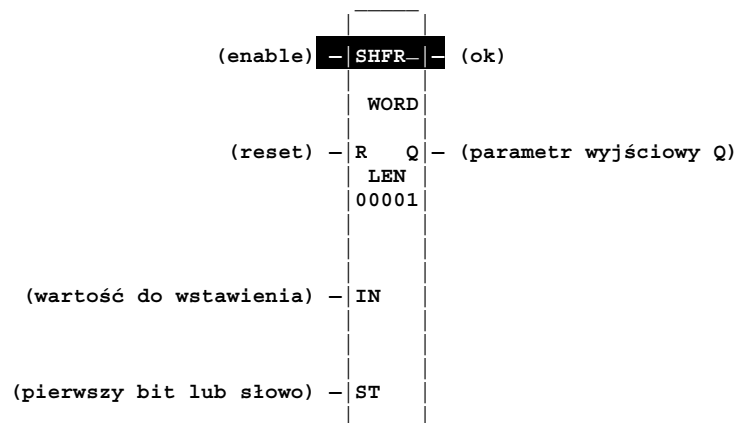 (enable) SHFR (ok)
WORD
(reset) R Q (parametr wyjściowy Q)
LEN
00001
(wartość do wstawienia) IN
(pierwszy bit lub słowo) ST